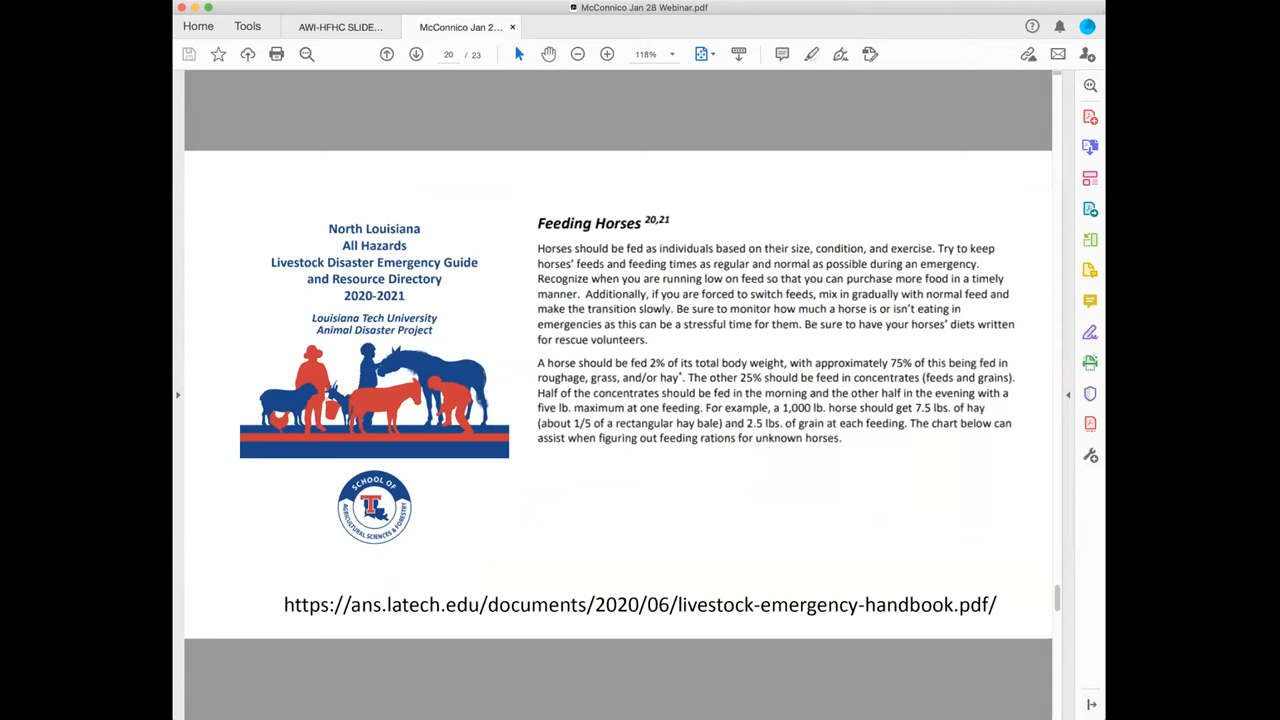 McConnico Jan 28 Webinar.pdf
Home
Tools
AWI-HFHC SLIDE...
McConnico Jan 2...
20 / 23
118%
North Louisiana
All Hazards
Livestock Disaster Emergency Guide
and Resource Directory
2020-2021
Louisiana Tech University
Animal Disaster Project
SCHOOL OF
AGRICULTURAL SCIENCES & FORESTRY
Feeding Horses 20,21
Horses should be fed as individuals based on their size, condition, and exercise. Try to keep
horses' feeds and feeding times as regular and normal as possible during an emergency.
Recognize when you are running low on feed so that you can purchase more food in a timely
manner. Additionally, if you are forced to switch feeds, mix in gradually with normal feed and
make the transition slowly. Be sure to monitor how much a horse is or isn't eating in
emergencies as this can be a stressful time for them. Be sure to have your horses' diets written
for rescue volunteers.
A horse should be fed 2% of its total body weight, with approximately 75% of this being fed in
roughage, grass, and/or hay*. The other 25% should be feed in concentrates (feeds and grains).
Half of the concentrates should be fed in the morning and the other half in the evening with a
five lb. maximum at one feeding. For example, a 1,000 lb. horse should get 7.5 lbs. of hay
(about 1/5 of a rectangular hay bale) and 2.5 lbs. of grain at each feeding. The chart below can
assist when figuring out feeding rations for unknown horses.
https://ans.latech.edu/documents/2020/06/livestock-emergency-handbook.pdf/